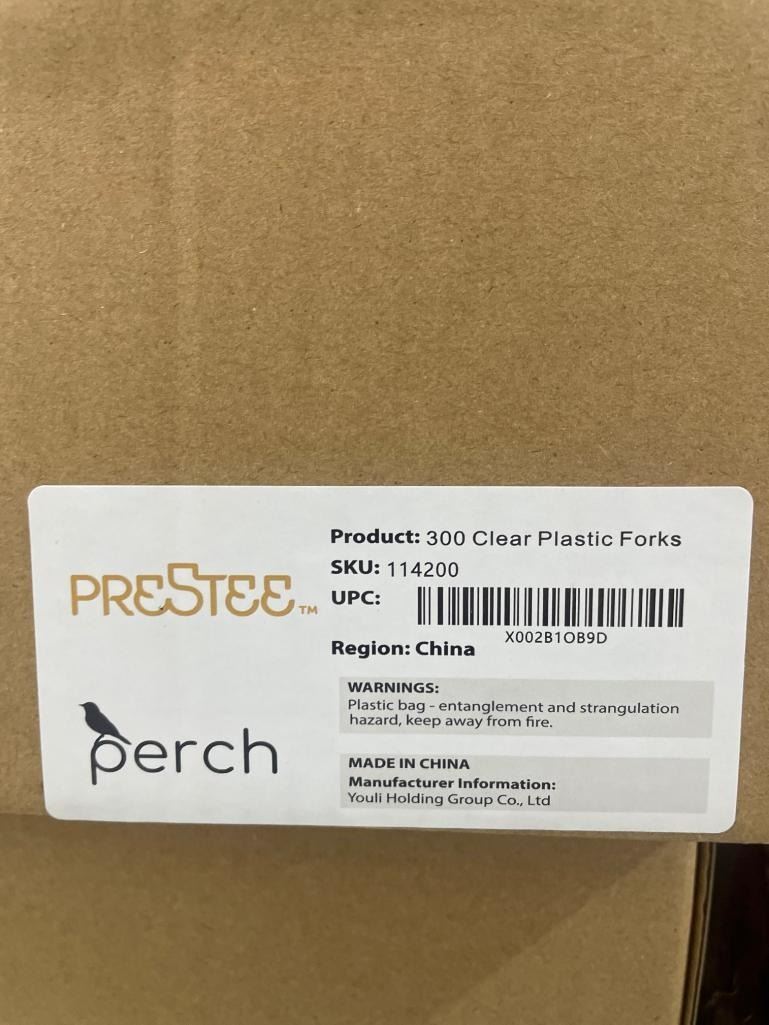 PRESTEE™
perch
Product: 300 Clear Plastic Forks
SKU: 114200
UPC:
X002B1OB9D
Region: China
WARNINGS:
Plastic bag - entanglement and strangulation
hazard, keep away from fire.
MADE IN CHINA
Manufacturer Information:
Youli Holding Group Co., Ltd